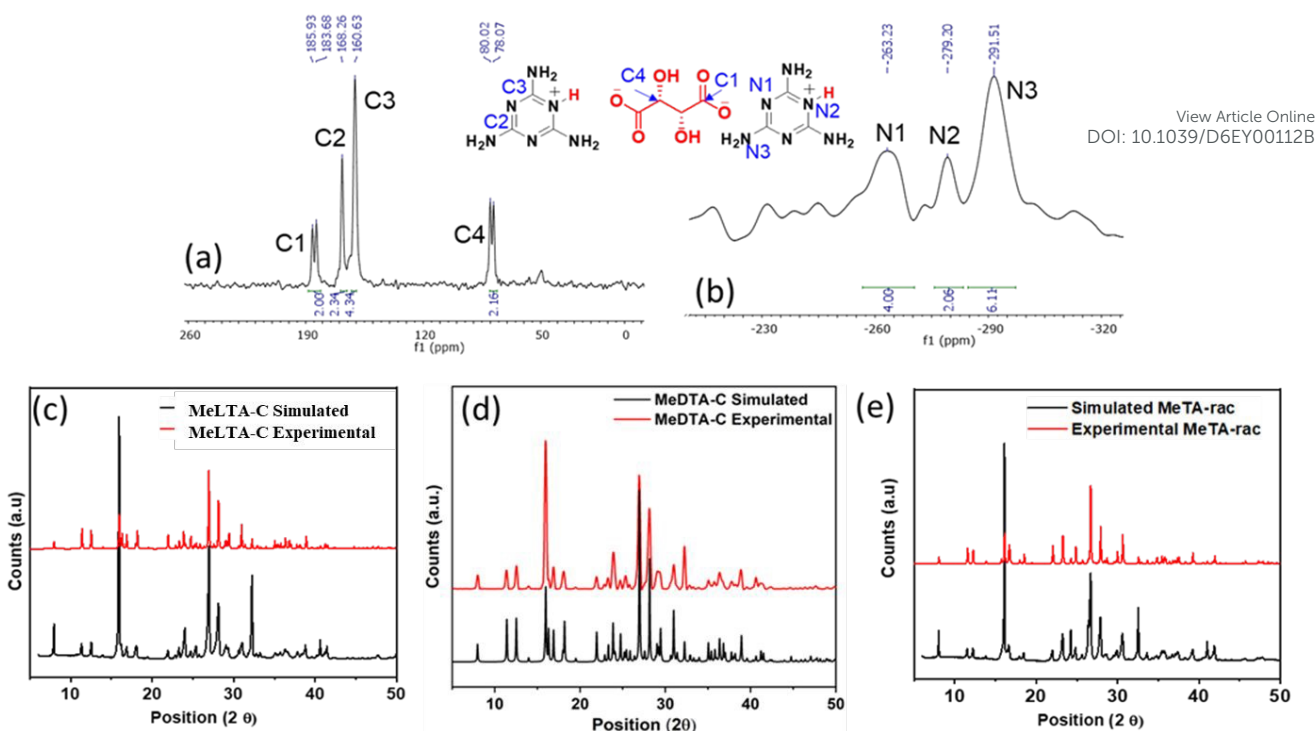 185.93
183.68
168.26
160.63
80.02
78.07
C1
C2
C3
C4
(a)
2.00
2.34
4.34
2.16
260
190
120
50
0
f1 (ppm)
NH₂
C3
N
N
H
+
C2
N
H₂N
NH₂
C4
OH
O
C1
O⁻
⁻O
O
OH
NH₂
N1
N
N
H
+
N2
N
H₂N
N3
NH₂
-263.23
-279.20
-291.51
N1
N2
N3
(b)
4.00
2.06
6.11
-230
-260
-290
-320
f1 (ppm)
View Article Online
DOI: 10.1039/D6EY00112B
(c)
MeLTA-C Simulated
MeLTA-C Experimental
Counts (a.u)
10
20
30
40
50
Position (2 θ)
(d)
MeDTA-C Simulated
MeDTA-C Experimental
Counts (a.u.)
10
20
30
40
50
Position (2θ)
(e)
Simulated MeTA-rac
Experimental MeTA-rac
Counts (a.u)
10
20
30
40
50
Position (2 θ)